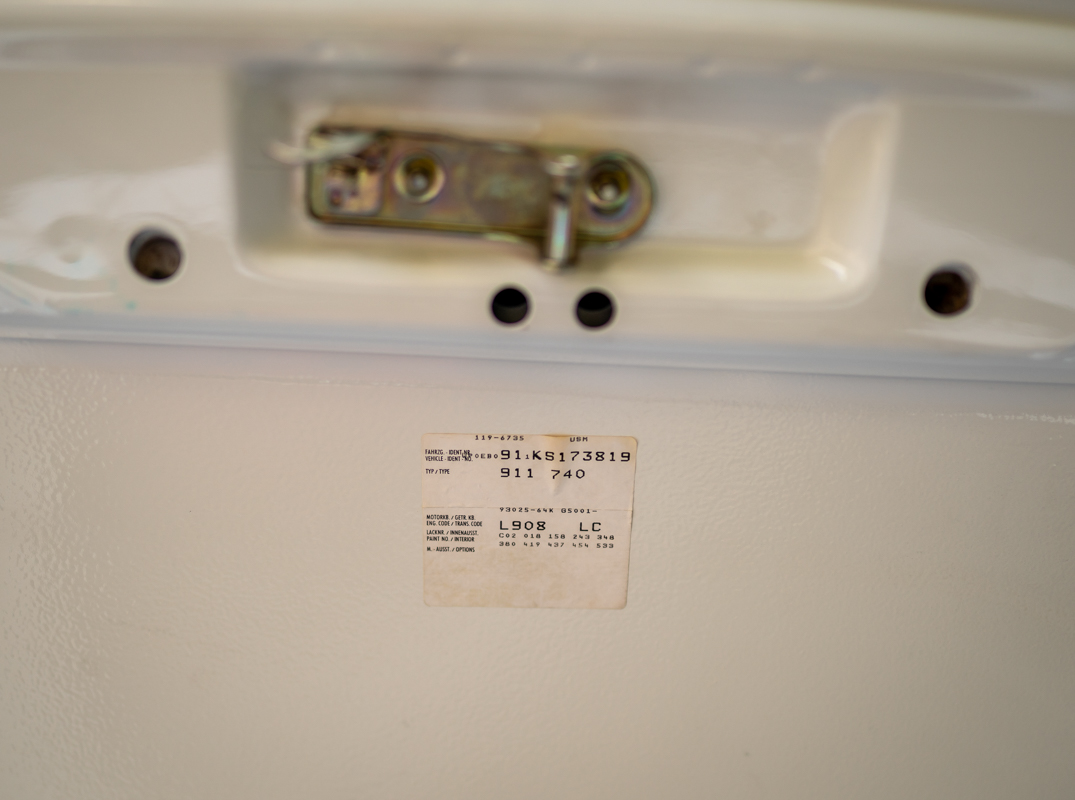 119-6735 USM
FAHRZG.-IDENT.NR.
VEHICLE-IDENT.NO. 91 KS173819
TYP / TYPE 911 740
93025-64K GS001-
MOTORKB. / GETR. KB.
ENG. CODE / TRANS. CODE L908 LC
LACKNR. / INNENAUSST. C02 018 158 243 348
PAINT NO. / INTERIOR 380 419 437 454 533
M.-AUSST. / OPTIONS